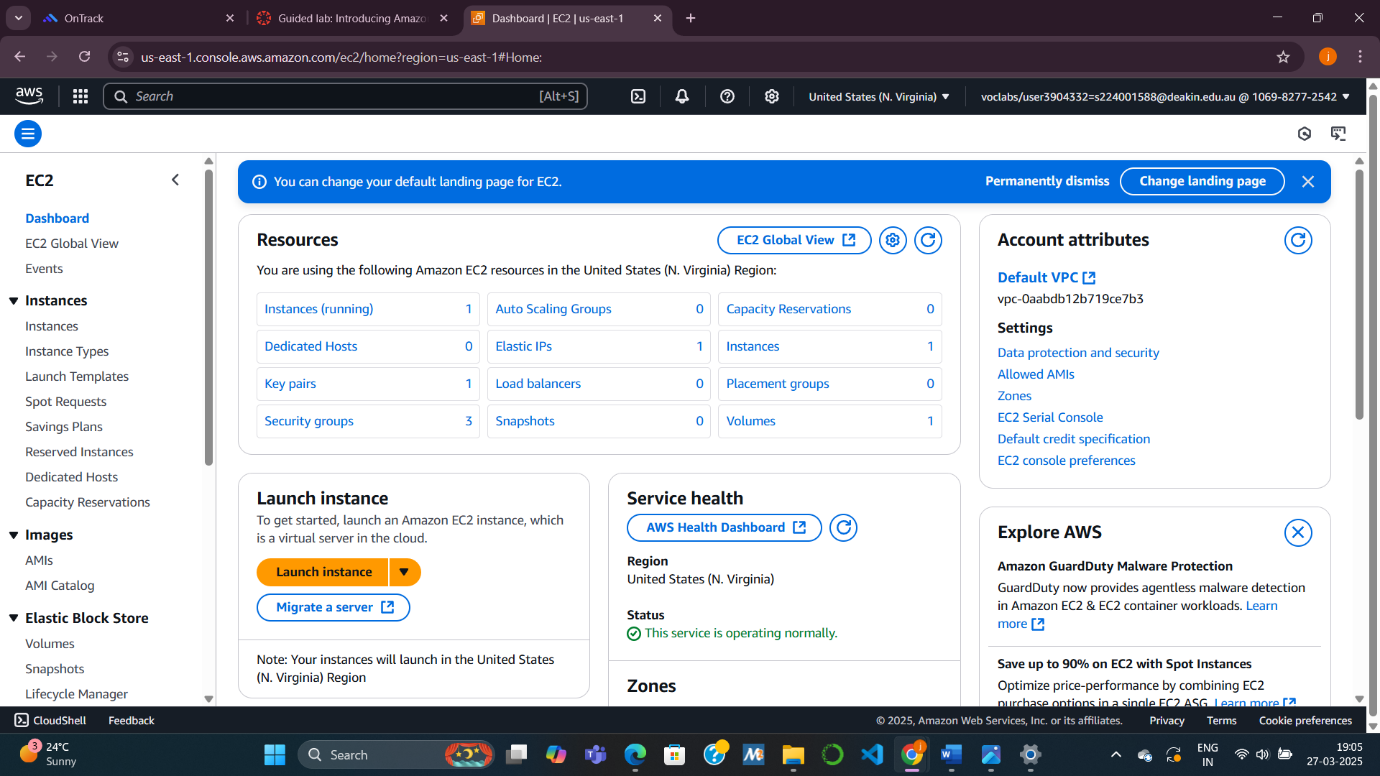 OnTrack
Guided lab: Introducing Amazo
Dashboard | EC2 | us-east-1
us-east-1.console.aws.amazon.com/ec2/home?region=us-east-1#Home:
j
aws
Search [Alt+S]
United States (N. Virginia)
voclabs/user3904332=s224001588@deakin.edu.au @ 1069-8277-2542
EC2
Dashboard
EC2 Global View
Events
Instances
Instances
Instance Types
Launch Templates
Spot Requests
Savings Plans
Reserved Instances
Dedicated Hosts
Capacity Reservations
Images
AMIs
AMI Catalog
Elastic Block Store
Volumes
Snapshots
Lifecycle Manager
You can change your default landing page for EC2.
Permanently dismiss
Change landing page
Resources
EC2 Global View
You are using the following Amazon EC2 resources in the United States (N. Virginia) Region:
Instances (running) 1
Auto Scaling Groups 0
Capacity Reservations 0
Dedicated Hosts 0
Elastic IPs 1
Instances 1
Key pairs 1
Load balancers 0
Placement groups 0
Security groups 3
Snapshots 0
Volumes 1
Launch instance
To get started, launch an Amazon EC2 instance, which
is a virtual server in the cloud.
Launch instance
Migrate a server
Note: Your instances will launch in the United States
(N. Virginia) Region
Service health
AWS Health Dashboard
Region
United States (N. Virginia)
Status
This service is operating normally.
Zones
Account attributes
Default VPC
vpc-0aabdb12b719ce7b3
Settings
Data protection and security
Allowed AMIs
Zones
EC2 Serial Console
Default credit specification
EC2 console preferences
Explore AWS
Amazon GuardDuty Malware Protection
GuardDuty now provides agentless malware detection
in Amazon EC2 & EC2 container workloads. Learn
more
Save up to 90% on EC2 with Spot Instances
Optimize price-performance by combining EC2
purchase options in a single EC2 ASG. Learn more
CloudShell
Feedback
© 2025, Amazon Web Services, Inc. or its affiliates.
Privacy
Terms
Cookie preferences
3
24°C
Sunny
Search
j
ENG
IN
19:05
27-03-2025